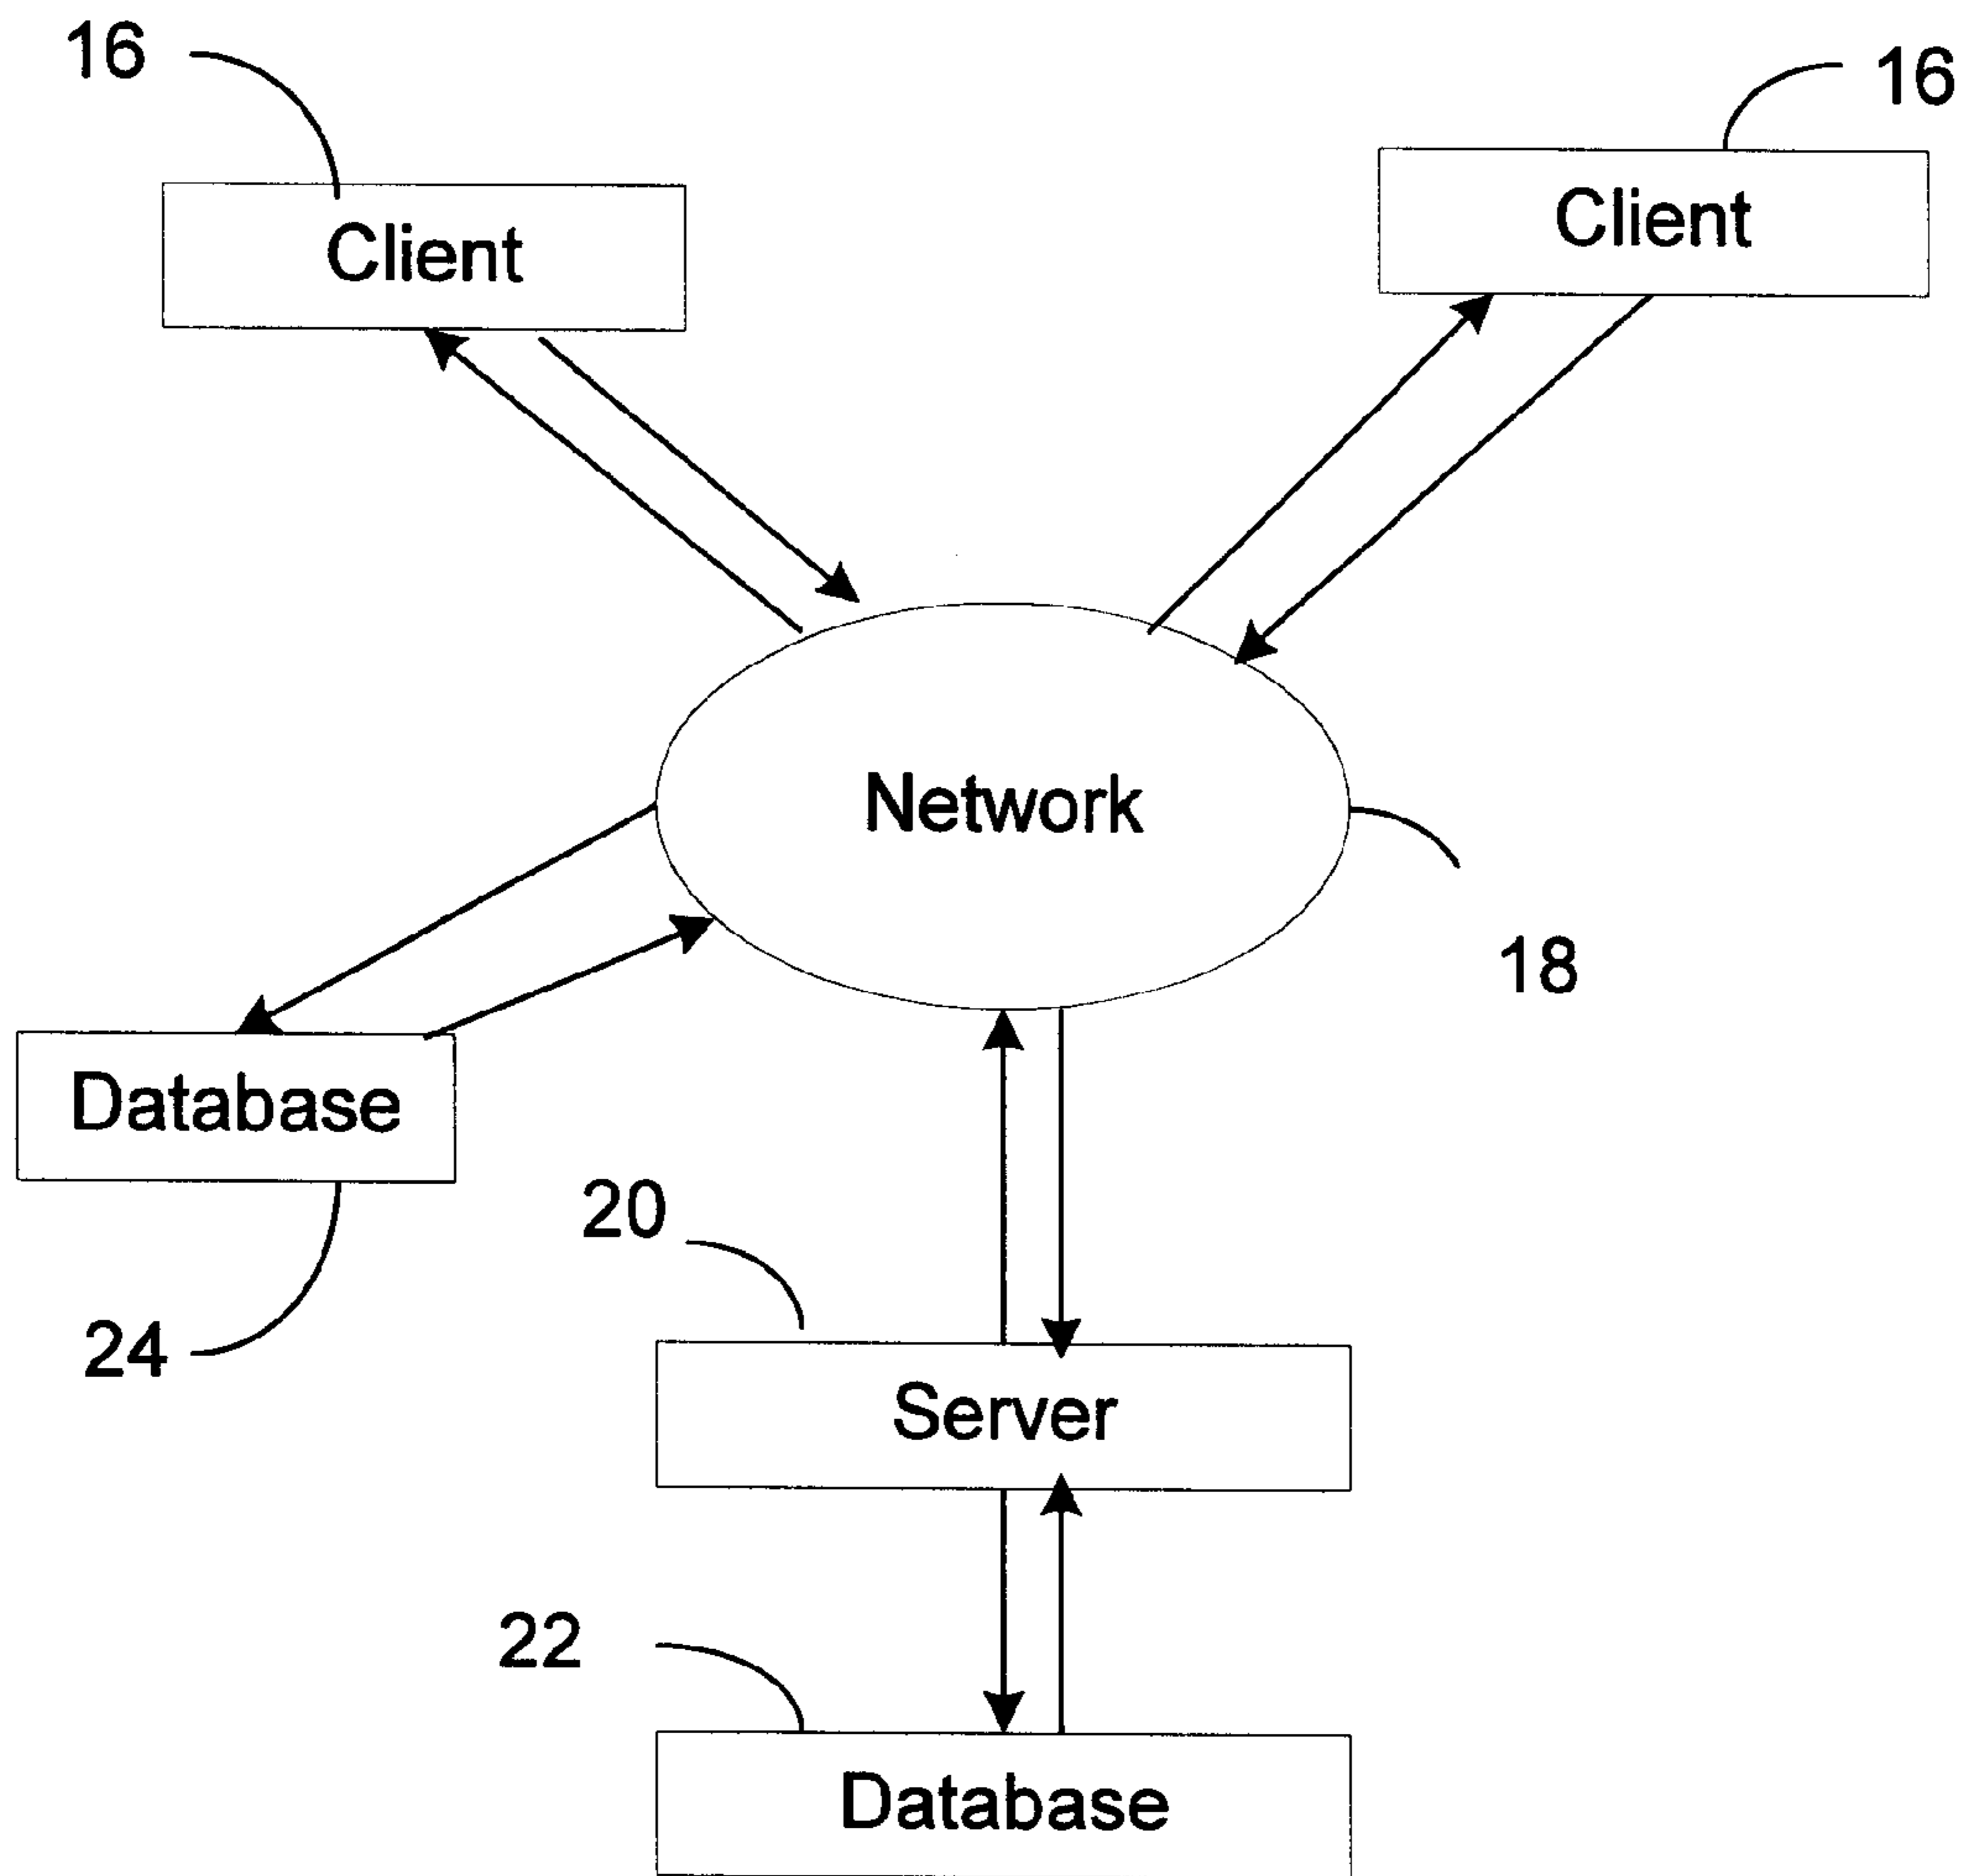 16
16
Client
Client
Network
18
Database
20
24
Server
22
Database